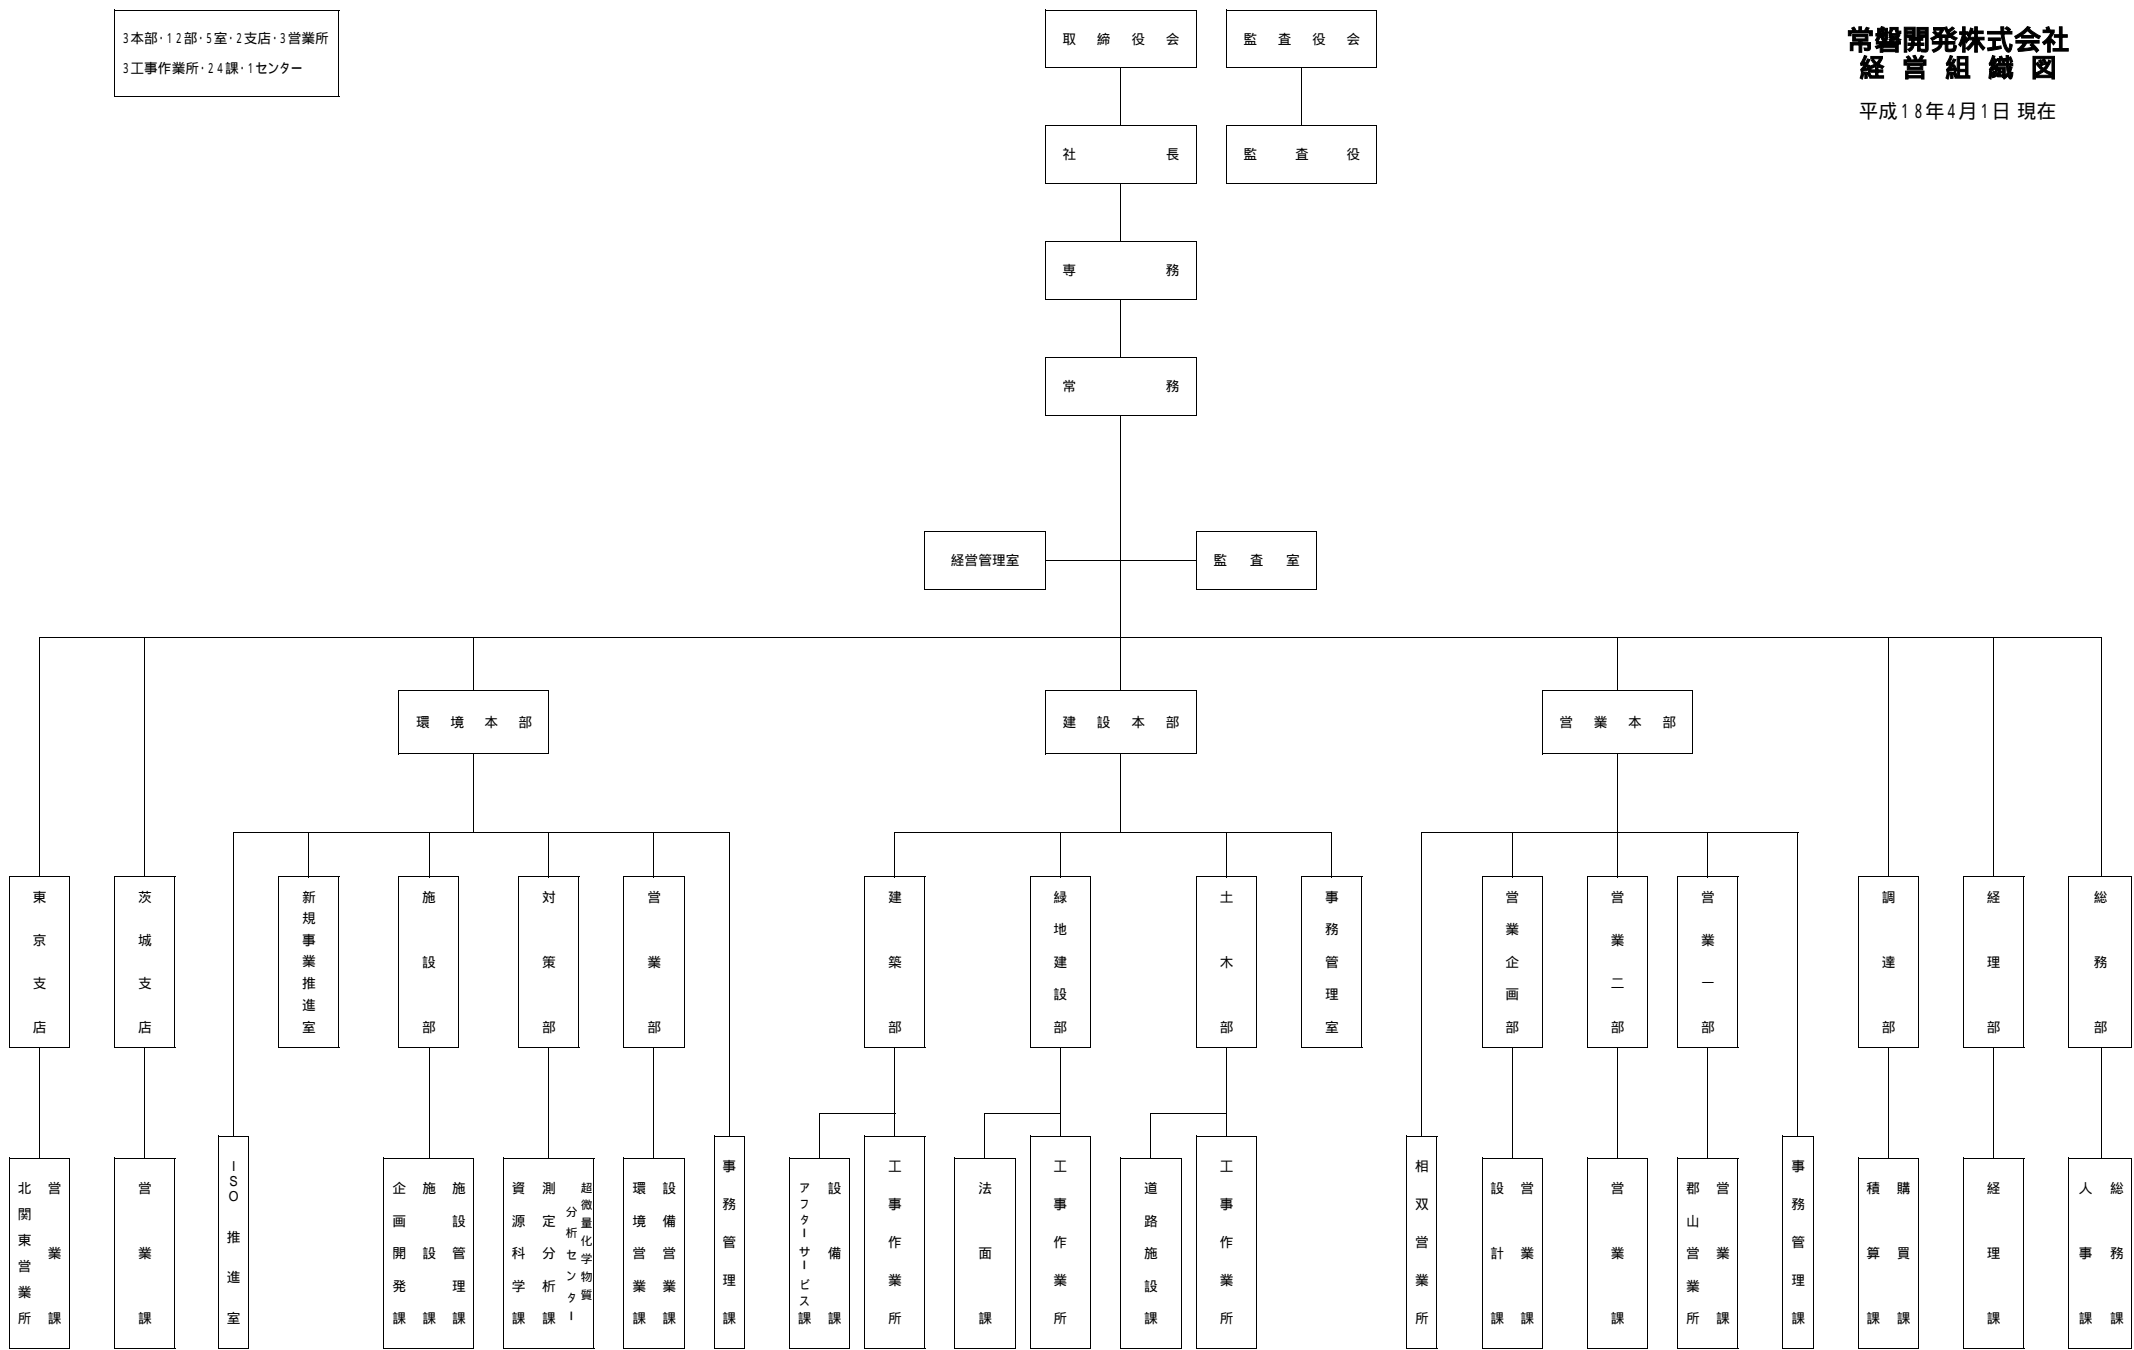 3本部・12部・5室・2支店・3営業所
3工事作業所・24課・1センター
常磐開発株式会社
経営組織図
平成18年4月1日 現在
取締役会
監査役会
社長
監査役
専務
常務
経営管理室
監査室
環境本部
建設本部
営業本部
東京支店
茨城支店
新規事業推進室
施設部
対策部
営業部
建築部
緑地建設部
土木部
事務管理室
営業企画部
営業二部
営業一部
調達部
経理部
総務部
営業課
北関東営業所
営業課
ISO推進室
施設管理課
施設課
企画開発課
超微量化学物質
分析センター
測定分析課
資源科学課
設備営業課
環境営業課
事務管理課
設備課
アフターサービス課
工事作業所
法面課
工事作業所
道路施設課
工事作業所
相双営業所
営業課
設計課
営業課
営業課
郡山営業所
事務管理課
購買課
積算課
経理課
総務課
人事課